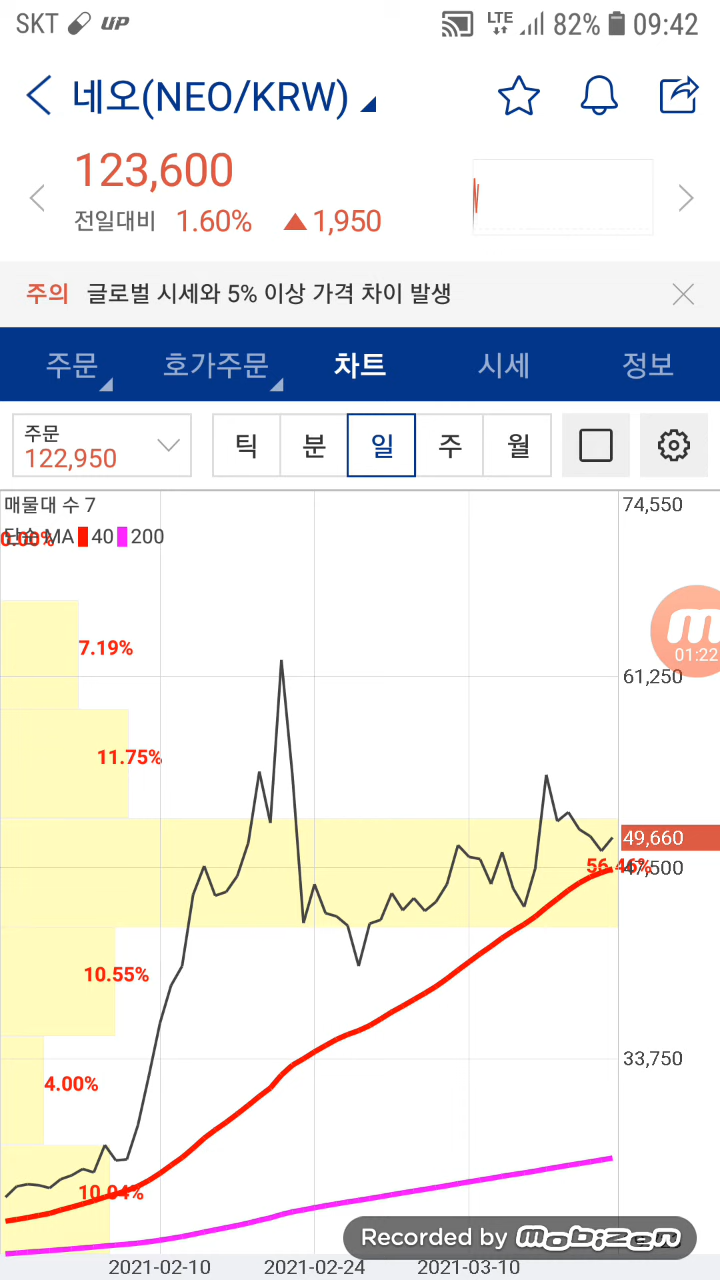 SKT UP LTE 82% 09:42
네오(NEO/KRW)
123,600
전일대비 1.60% ▲1,950
주의 글로벌 시세와 5% 이상 가격 차이 발생
주문 호가주문 차트 시세 정보
주문
122,950
틱 분 일 주 월
매물대 수 7
74,550
0.00%
단순 MA 40 200
7.19%
01:22
61,250
11.75%
49,660
56.46%
47,500
10.55%
33,750
4.00%
10.04%
Recorded by mobizen
2021-02-10 2021-02-24 2021-03-10